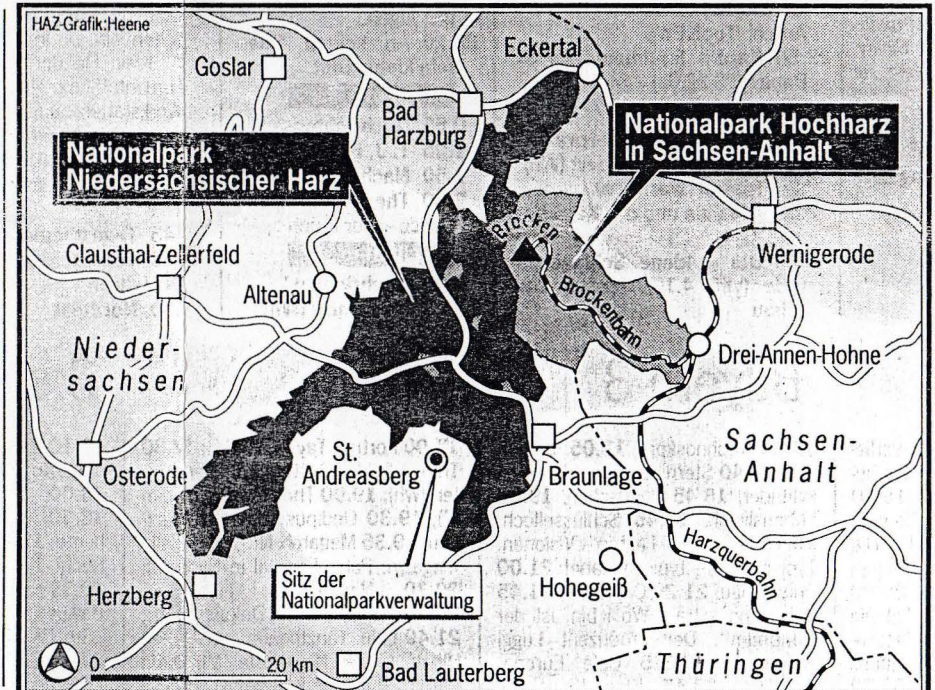 HAZ-Grafik:Heene
Goslar
Eckertal
Bad
Harzburg
Nationalpark Hochharz
in Sachsen-Anhalt
Nationalpark
Niedersächsischer Harz
Brocken
Wernigerode
Clausthal-Zellerfeld
Altenau
Brockenbahn
Drei-Annen-Hohne
Nieder-
sachsen
Sachsen-
Anhalt
Osterode
St.
Andreasberg
Braunlage
Harzquerbahn
Herzberg
Sitz der
Nationalparkverwaltung
Hohegeiß
0 20 km
Bad Lauterberg
Thüringen